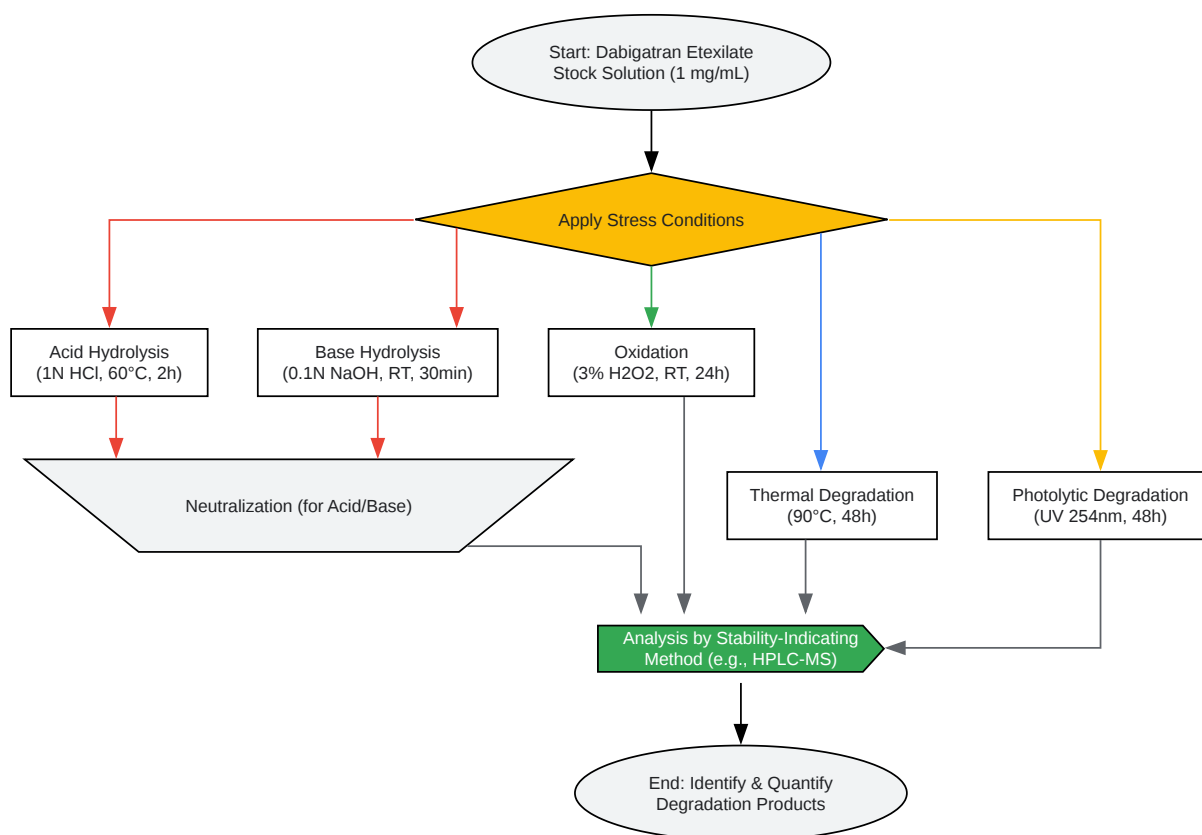 Start: Dabigatran Etexilate
Stock Solution (1 mg/mL)
Apply Stress Conditions
Acid Hydrolysis
(1N HCl, 60°C, 2h)
Base Hydrolysis
(0.1N NaOH, RT, 30min)
Oxidation
(3% H2O2, RT, 24h)
Neutralization (for Acid/Base)
Thermal Degradation
(90°C, 48h)
Photolytic Degradation
(UV 254nm, 48h)
Analysis by Stability-Indicating
Method (e.g., HPLC-MS)
End: Identify & Quantify
Degradation Products